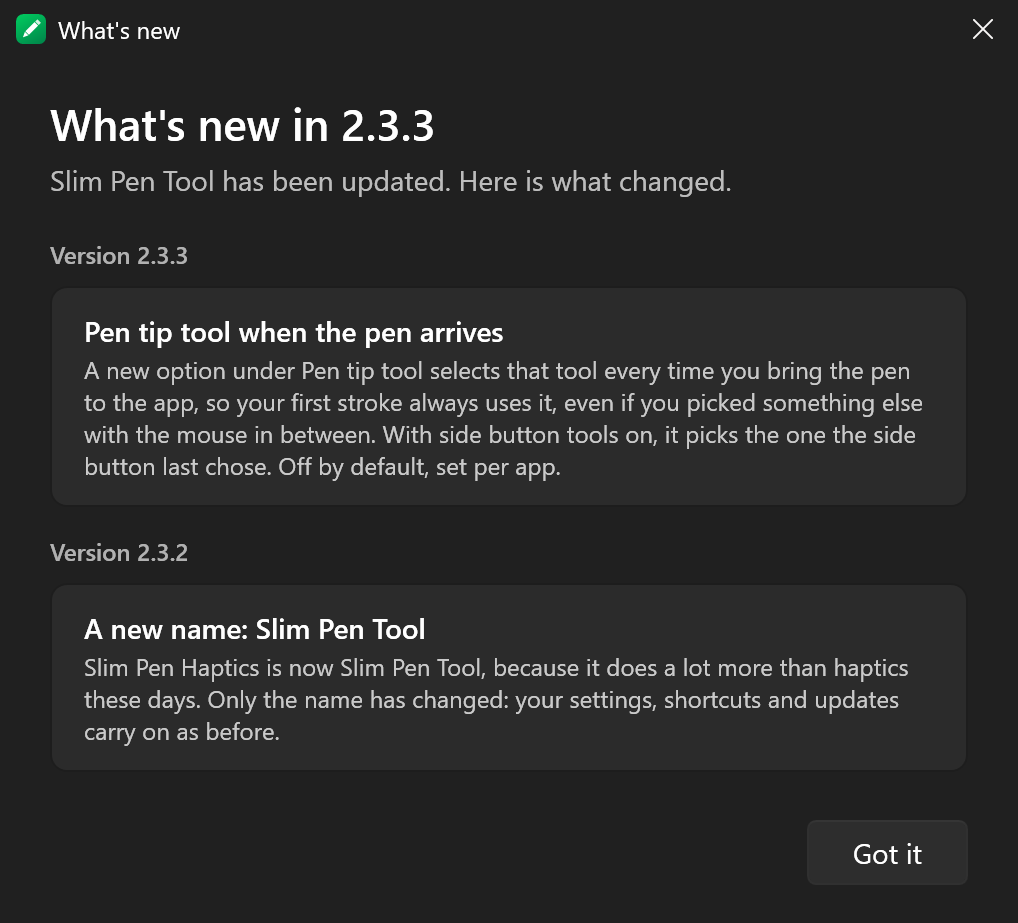 What's new
What's new in 2.3.3
Slim Pen Tool has been updated. Here is what changed.
Version 2.3.3
Pen tip tool when the pen arrives
A new option under Pen tip tool selects that tool every time you bring the pen
to the app, so your first stroke always uses it, even if you picked something else
with the mouse in between. With side button tools on, it picks the one the side
button last chose. Off by default, set per app.
Version 2.3.2
A new name: Slim Pen Tool
Slim Pen Haptics is now Slim Pen Tool, because it does a lot more than haptics
these days. Only the name has changed: your settings, shortcuts and updates
carry on as before.
Got it